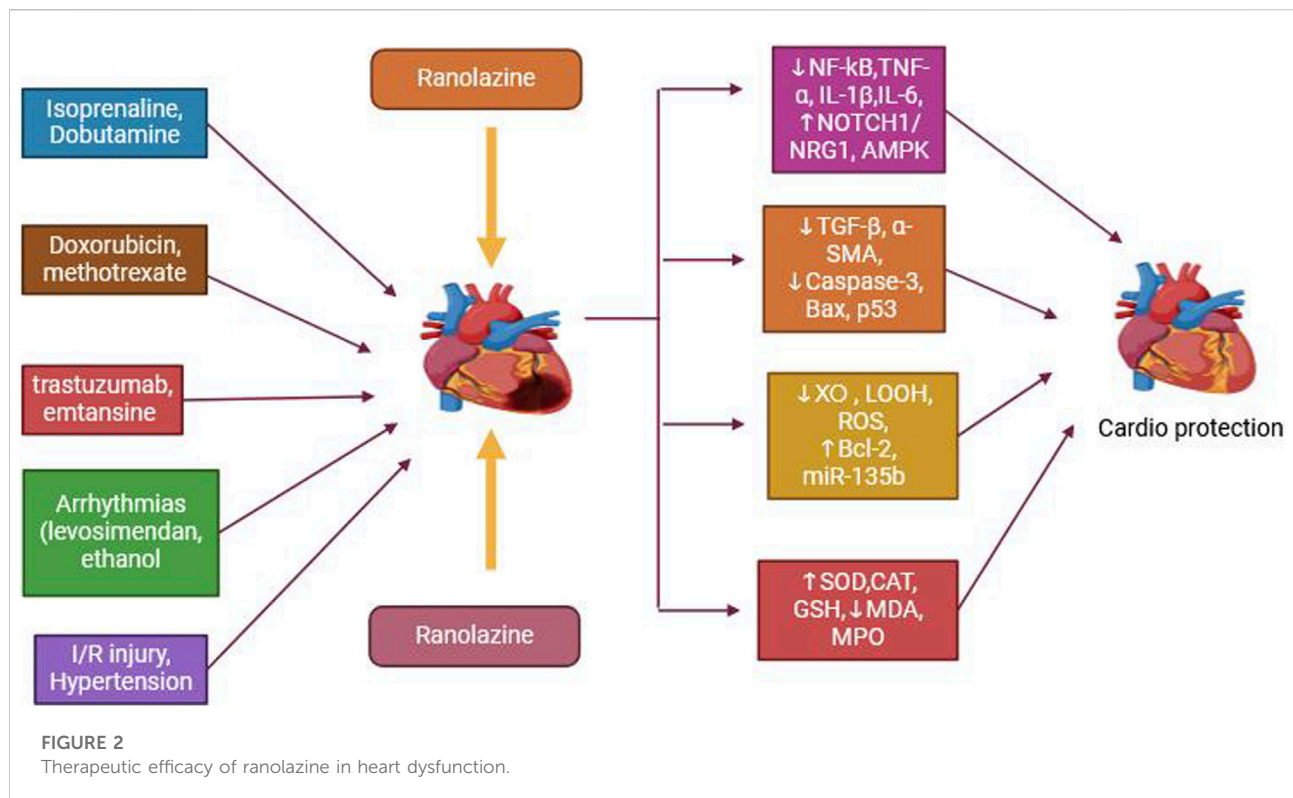 Ranolazine
Isoprenaline,
Dobutamine
Doxorubicin,
methotrexate
trastuzumab,
emtansine
Arrhythmias
(levosimendan,
ethanol
I/R injury,
Hypertension
Ranolazine
↓NF-kB,TNF-
α, IL-1β,IL-6,
↑NOTCH1/
NRG1, AMPK
↓TGF-β, α-
SMA,
↓Caspase-3,
Bax, p53
↓XO , LOOH,
ROS,
↑Bcl-2,
miR-135b
↑SOD,CAT,
GSH,↓MDA,
MPO
Cardio protection
FIGURE 2
Therapeutic efficacy of ranolazine in heart dysfunction.